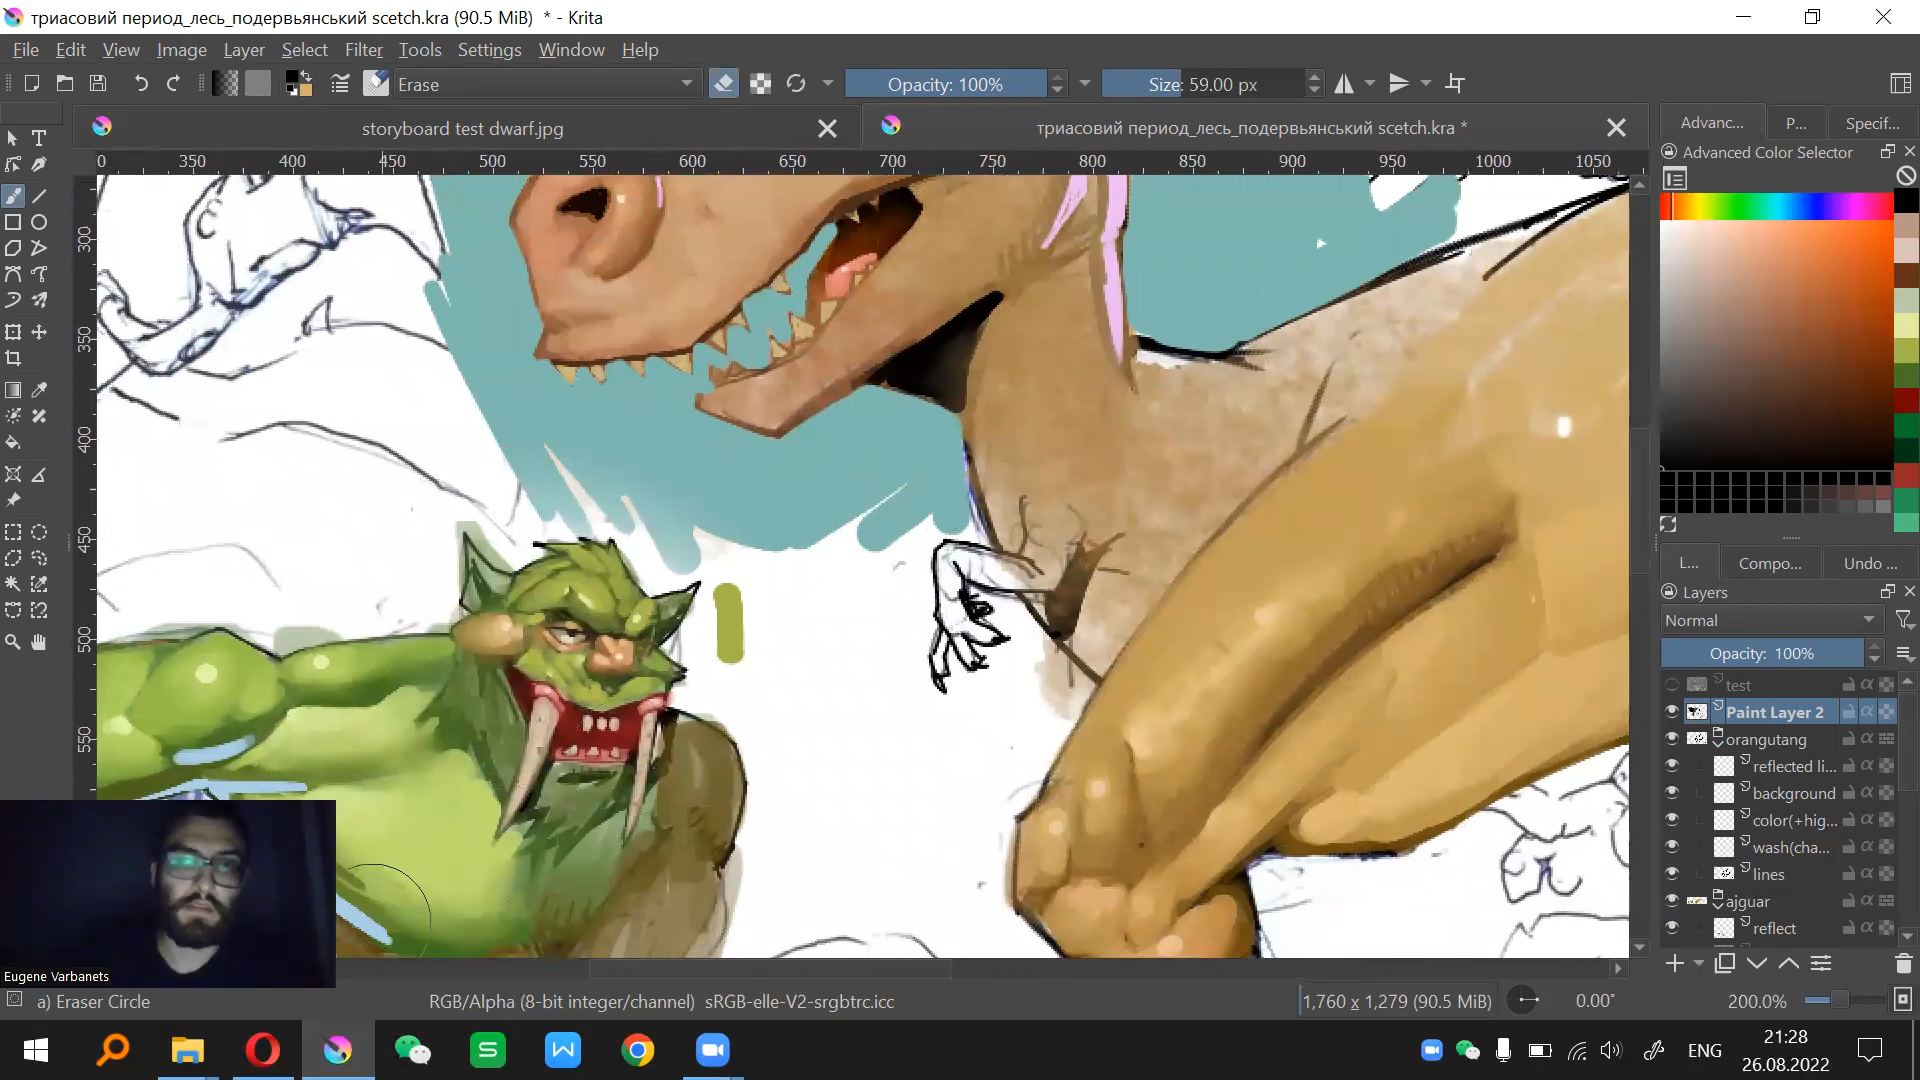 триасовий период_лесь_подервьянський scetch.kra (90.5 MiB) * - Krita
File Edit View Image Layer Select Filter Tools Settings Window Help
Erase Opacity: 100% Size: 59.00 px
storyboard test dwarf.jpg триасовий период_лесь_подервьянський scetch.kra *
Advanc... P... Specif...
Advanced Color Selector
0 350 400 450 500 550 600 650 700 750 800 850 900 950 1000 1050
300
350
400
450
500
550
L... Compo... Undo ...
Layers
Normal
Opacity: 100%
test
Paint Layer 2
orangutang
reflected li...
background
color(+hig...
wash(cha...
lines
ajguar
reflect
Eugene Varbanets
a) Eraser Circle RGB/Alpha (8-bit integer/channel) sRGB-elle-V2-srgbtrc.icc 1,760 x 1,279 (90.5 MiB) 0.00° 200.0%
ENG 21:28
26.08.2022